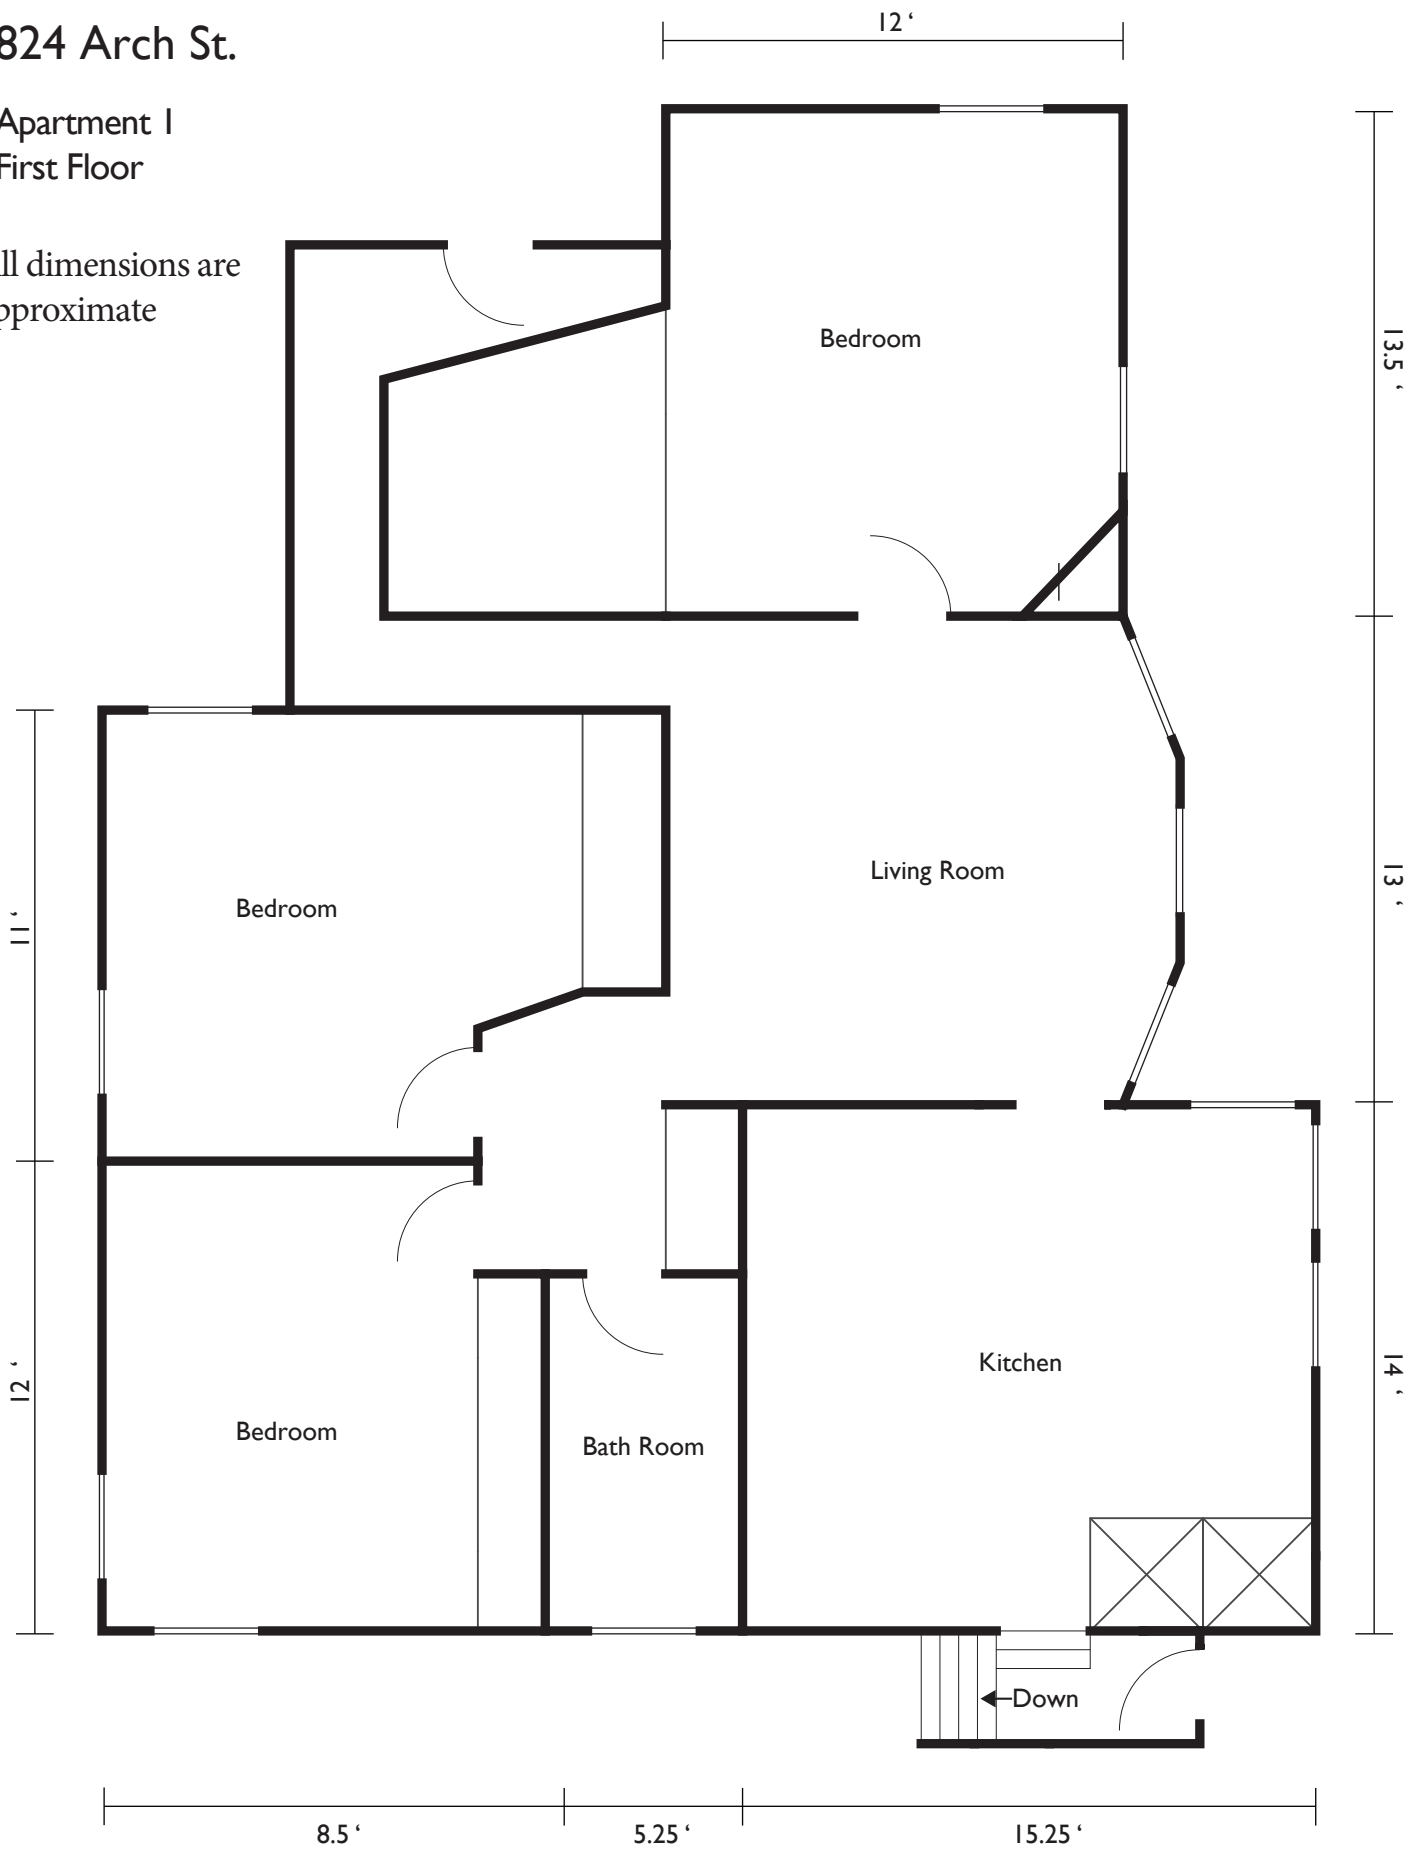 824 Arch St.
Apartment 1
First Floor
ll dimensions are
pproximate
12 ‘
13.5 ‘
13 ‘
14 ‘
11 ‘
12 ‘
Bedroom
Living Room
Bedroom
Bedroom
Bath Room
Kitchen
Down
8.5 ‘
5.25 ‘
15.25 ‘